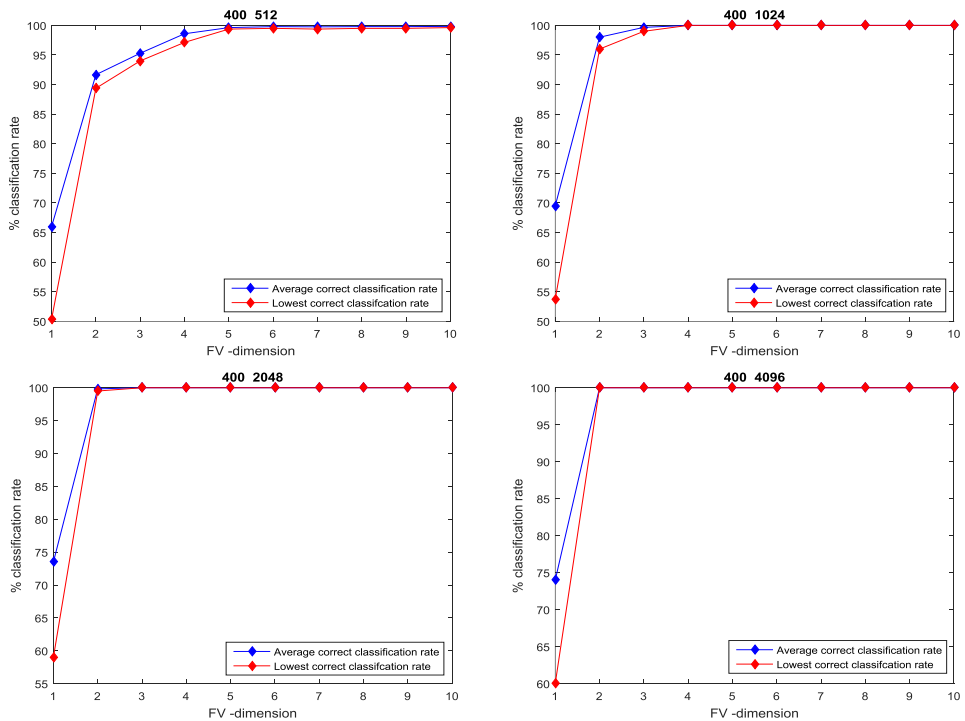 400 512
100
95
90
85
80
75
70
65
60
55
50
% classification rate
1 2 3 4 5 6 7 8 9 10
FV -dimension
Average correct classification rate
Lowest correct classifcation rate
400 1024
100
95
90
85
80
75
70
65
60
55
50
% classification rate
1 2 3 4 5 6 7 8 9 10
FV -dimension
Average correct classification rate
Lowest correct classifcation rate
400 2048
100
95
90
85
80
75
70
65
60
55
% classification rate
1 2 3 4 5 6 7 8 9 10
FV -dimension
Average correct classification rate
Lowest correct classifcation rate
400 4096
100
95
90
85
80
75
70
65
60
% classification rate
1 2 3 4 5 6 7 8 9 10
FV -dimension
Average correct classification rate
Lowest correct classifcation rate